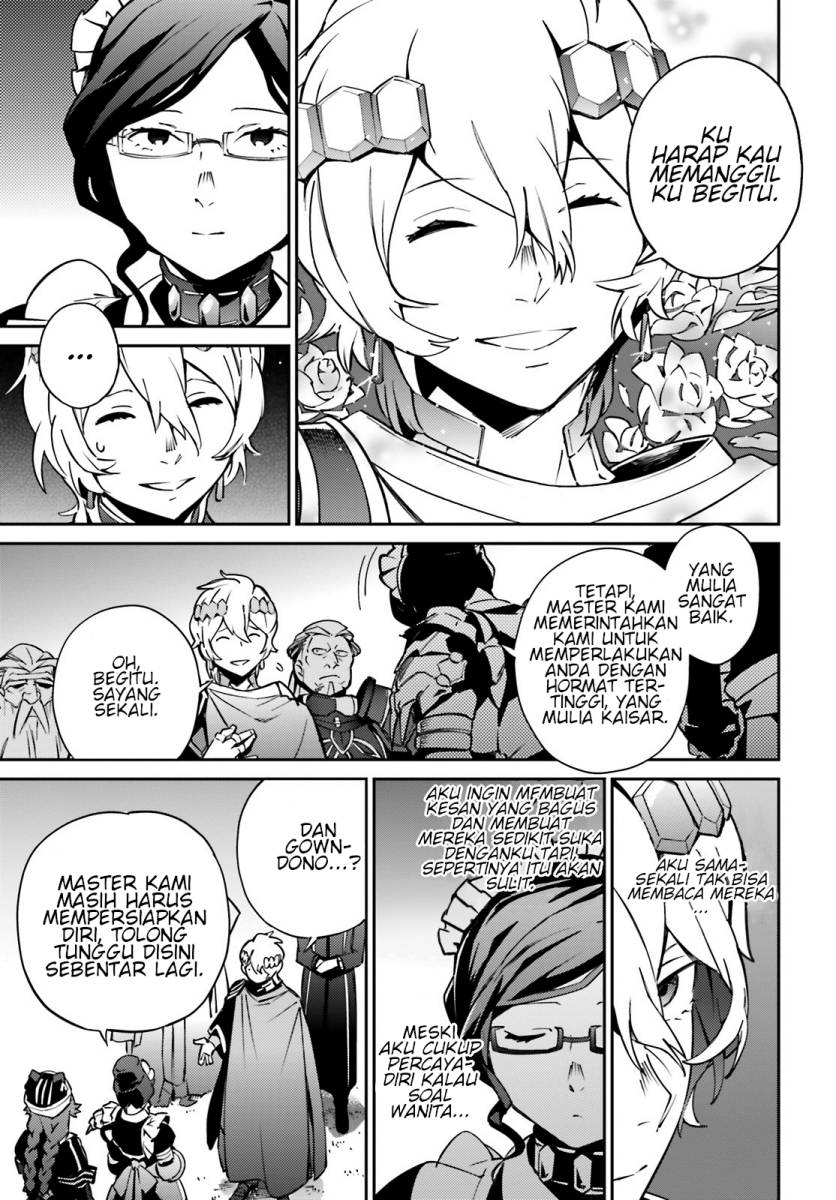 KU
HARAP KAU
MEMANGGIL
KU BEGITU.
...
YANG
MULIA
SANGAT
BAIK.
TETAPI,
MASTER KAMI
MEMERINTAHKAN
KAMI UNTUK
MEMPERLAKUKAN
ANDA DENGAN
HORMAT TER-
TINGGI, YANG
MULIA KAISAR.
OH,
BEGITU.
SAYANG
SEKALI.
AKU SAMA-
SEKALI TAK BISA
MEMBACA MEREKA
...
AKU INGIN MEMBUAT
KESAN YANG BAGUS
DAN MEMBUAT
MEREKA SEDIKIT SUKA
DENGANKU TAPI,
SEPERTINYA ITU AKAN
SULIT.
MESKI
AKU CUKUP
PERCAYA-
DIRI KALAU
SOAL
WANITA...
DAN
GOWN-
DONO...?
MASTER KAMI
MASIH HARUS
MEMPERSIAPKAN
DIRI, TOLONG
TUNGGU DISINI
SEBENTAR LAGI.